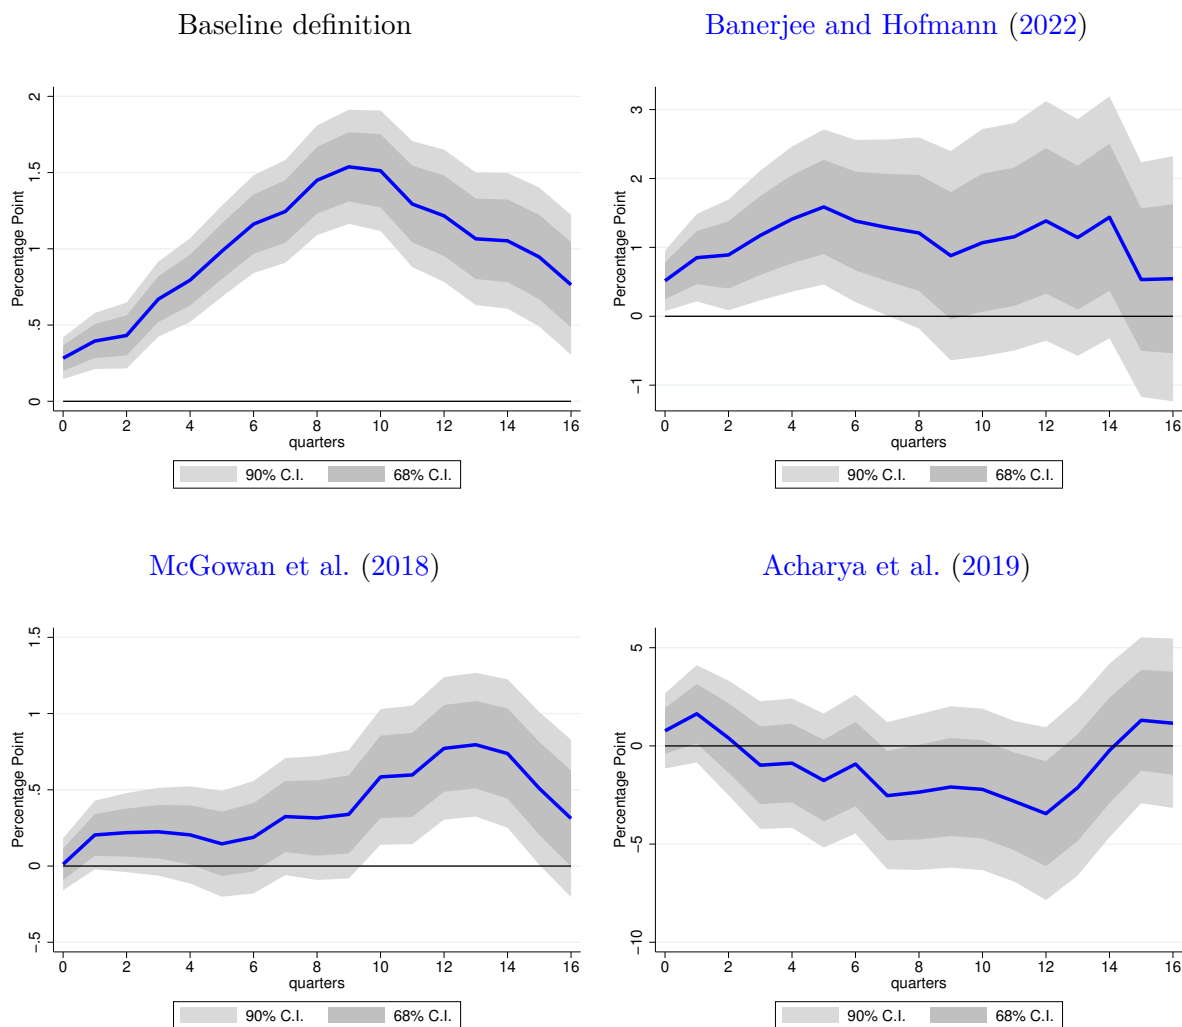 Baseline definition
Percentage Point
2
1.5
1
.5
0
0 2 4 6 8 10 12 14 16
quarters
90% C.I. 68% C.I.
Banerjee and Hofmann (2022)
Percentage Point
3
2
1
0
−1
0 2 4 6 8 10 12 14 16
quarters
90% C.I. 68% C.I.
McGowan et al. (2018)
Percentage Point
1.5
1
.5
0
−.5
0 2 4 6 8 10 12 14 16
quarters
90% C.I. 68% C.I.
Acharya et al. (2019)
Percentage Point
5
0
−5
−10
0 2 4 6 8 10 12 14 16
quarters
90% C.I. 68% C.I.